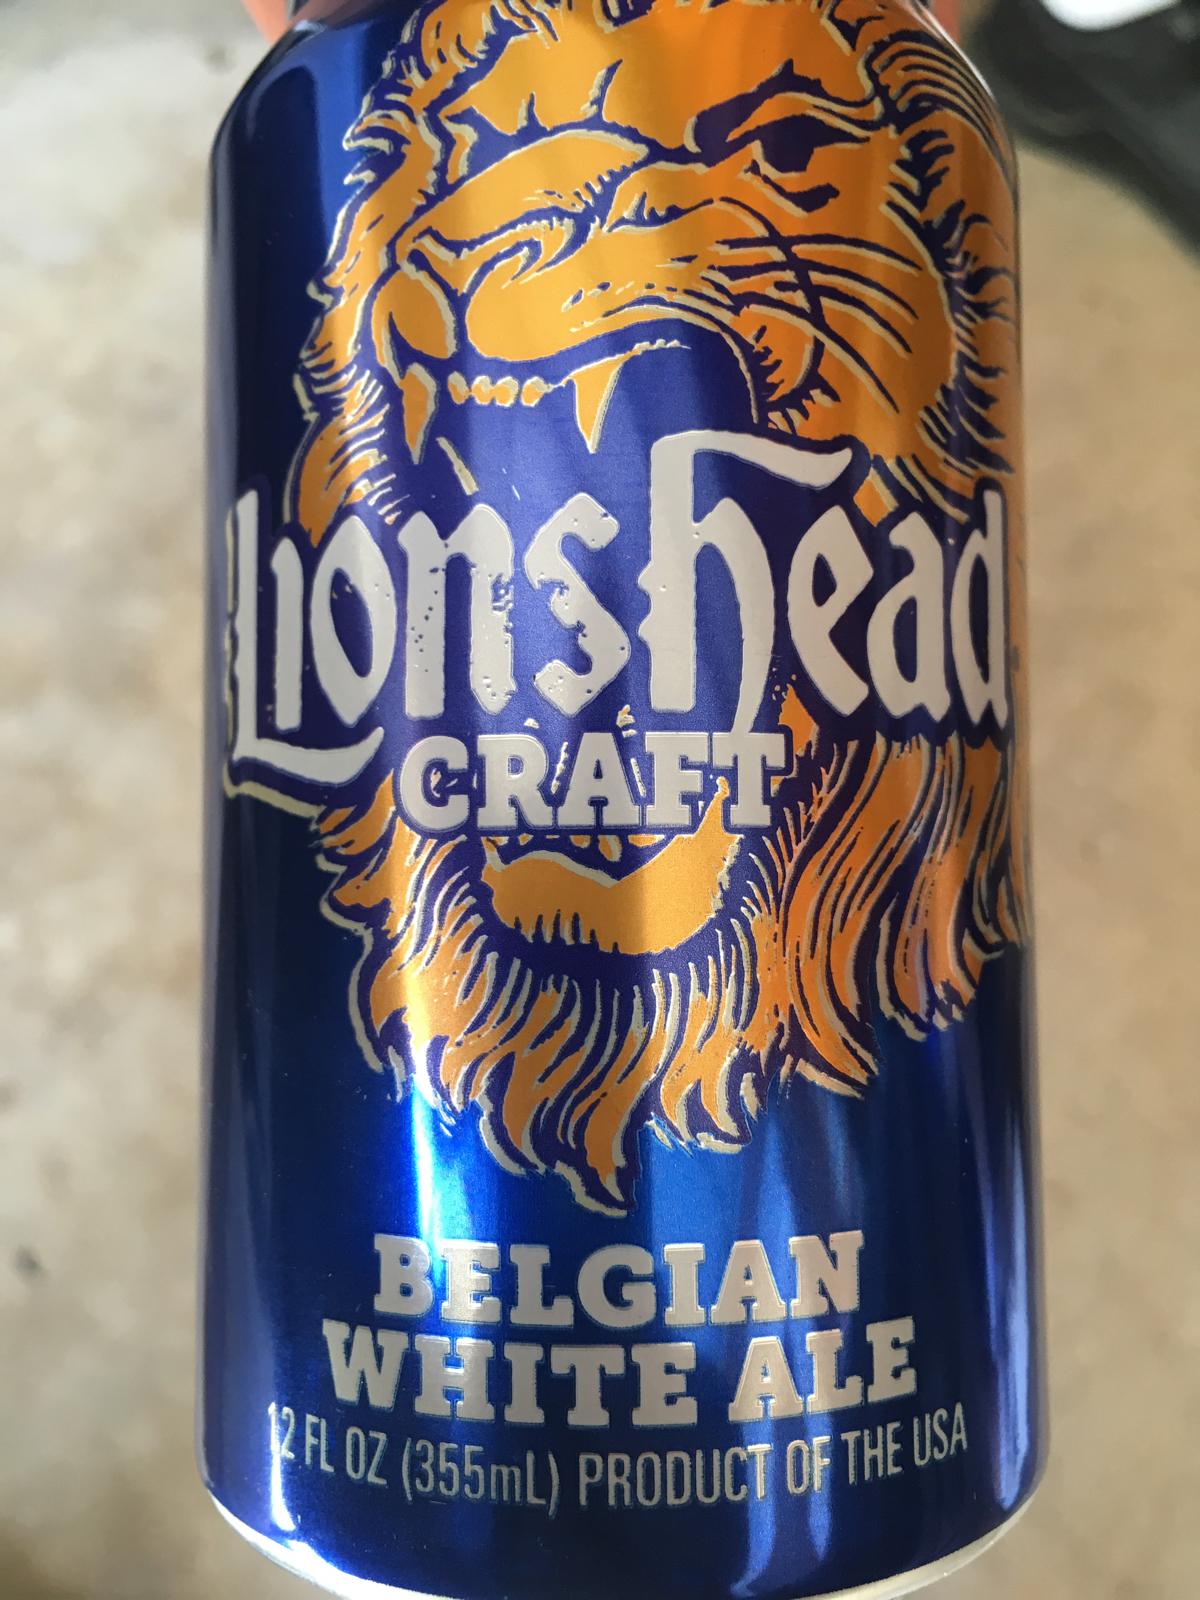 Lionshead
CRAFT
BELGIAN
WHITE ALE
12 FL OZ (355mL) PRODUCT OF THE USA